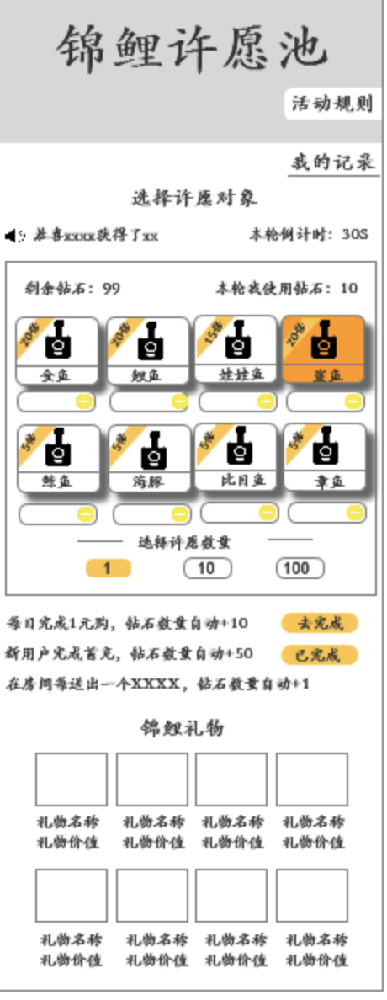 锦鲤许愿池
活动规则
我的记录
选择许愿对象
恭喜xxxx获得了xx 本轮倒计时：30S
剩余钻石：99 本轮我使用钻石：10
20倍 20倍 15倍 20倍
金鱼 鲤鱼 娃娃鱼 鲨鱼
5倍 5倍 5倍 5倍
鲸鱼 海豚 比目鱼 章鱼
选择许愿数量
1 10 100
每日完成1元购，钻石数量自动+10 去完成
新用户完成首充，钻石数量自动+50 已完成
在房间每送出一个XXXX，钻石数量自动+1
锦鲤礼物
礼物名称 礼物名称 礼物名称 礼物名称
礼物价值 礼物价值 礼物价值 礼物价值
礼物名称 礼物名称 礼物名称 礼物名称
礼物价值 礼物价值 礼物价值 礼物价值